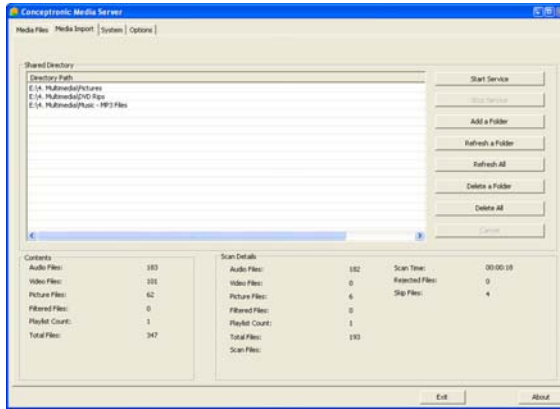 Conceptronic Media Server
Media Files Media Import System Options
Shared Directory
Directory Path
E:\4. Multimedia\Pictures
E:\4. Multimedia\DVD Rips
E:\4. Multimedia\Music - MP3 Files
Start Service
Stop Service
Add a Folder
Refresh a Folder
Refresh All
Delete a Folder
Delete All
Cancel
Contents
Audio Files: 183
Video Files: 101
Picture Files: 62
Filtered Files: 0
Playlist Count: 1
Total Files: 347
Scan Details
Audio Files: 182
Video Files: 0
Picture Files: 6
Filtered Files: 0
Playlist Count: 1
Total Files: 193
Scan Files:
Scan Time: 00:00:18
Rejected Files: 0
Skip Files: 4
Exit
About